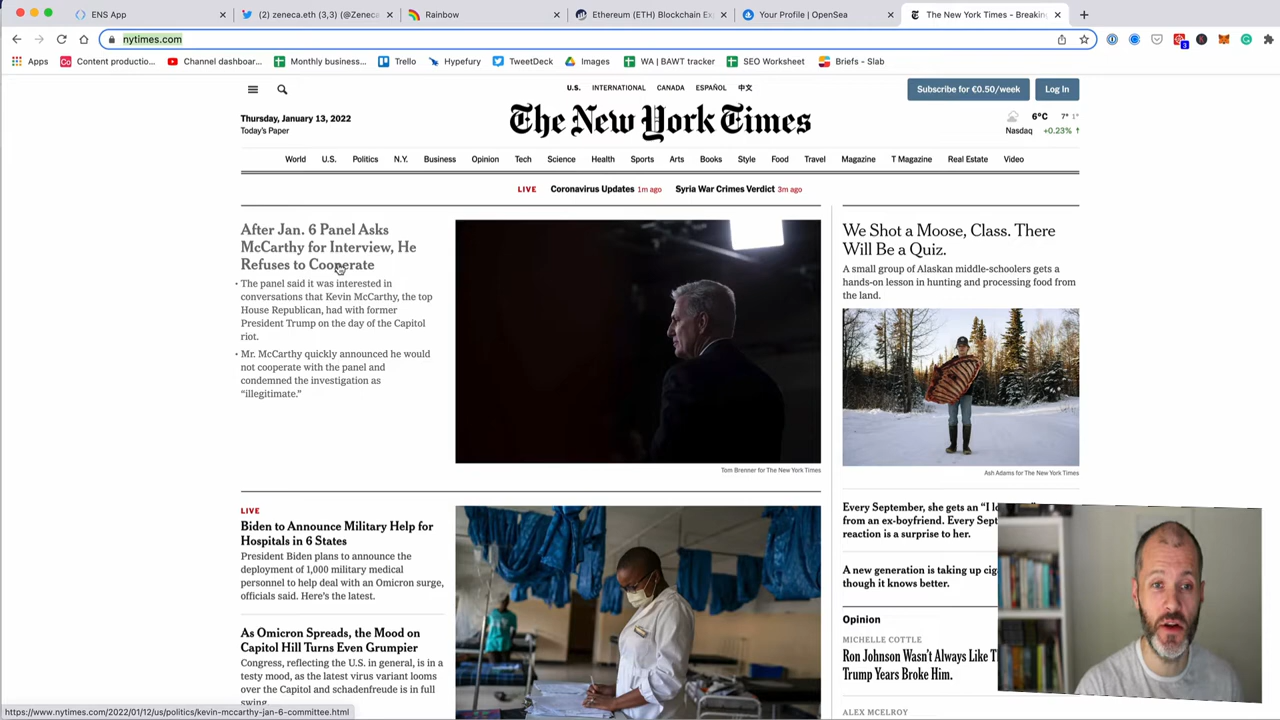 ENS App
(2) zeneca.eth (3,3) (@Zeneca
Rainbow
Ethereum (ETH) Blockchain Ex
Your Profile | OpenSea
The New York Times - Breakin
nytimes.com
3
Apps
Content productio...
Channel dashboar...
Monthly business...
Trello
Hypefury
TweetDeck
Images
WA | BAWT tracker
SEO Worksheet
Briefs - Slab
U.S. INTERNATIONAL CANADA ESPAÑOL 中文
Subscribe for €0.50/week
Log In
Thursday, January 13, 2022
Today's Paper
The New York Times
6°C 7° 1°
Nasdaq +0.23% ↑
World U.S. Politics N.Y. Business Opinion Tech Science Health Sports Arts Books Style Food Travel Magazine T Magazine Real Estate Video
LIVE Coronavirus Updates 1m ago Syria War Crimes Verdict 3m ago
After Jan. 6 Panel Asks
McCarthy for Interview, He
Refuses to Cooperate
• The panel said it was interested in
conversations that Kevin McCarthy, the top
House Republican, had with former
President Trump on the day of the Capitol
riot.
• Mr. McCarthy quickly announced he would
not cooperate with the panel and
condemned the investigation as
“illegitimate.”
Tom Brenner for The New York Times
We Shot a Moose, Class. There
Will Be a Quiz.
A small group of Alaskan middle-schoolers gets a
hands-on lesson in hunting and processing food from
the land.
Ash Adams for The New York Times
LIVE
Biden to Announce Military Help for
Hospitals in 6 States
President Biden plans to announce the
deployment of 1,000 military medical
personnel to help deal with an Omicron surge,
officials said. Here's the latest.
As Omicron Spreads, the Mood on
Capitol Hill Turns Even Grumpier
Congress, reflecting the U.S. in general, is in a
testy mood, as the latest virus variant looms
over the Capitol and schadenfreude is in full
swing.
Every September, she gets an “I lo
from an ex-boyfriend. Every Sept
reaction is a surprise to her.
A new generation is taking up cig
though it knows better.
Opinion
MICHELLE COTTLE
Ron Johnson Wasn't Always Like T
Trump Years Broke Him.
ALEX MCELROY
https://www.nytimes.com/2022/01/12/us/politics/kevin-mccarthy-jan-6-committee.html